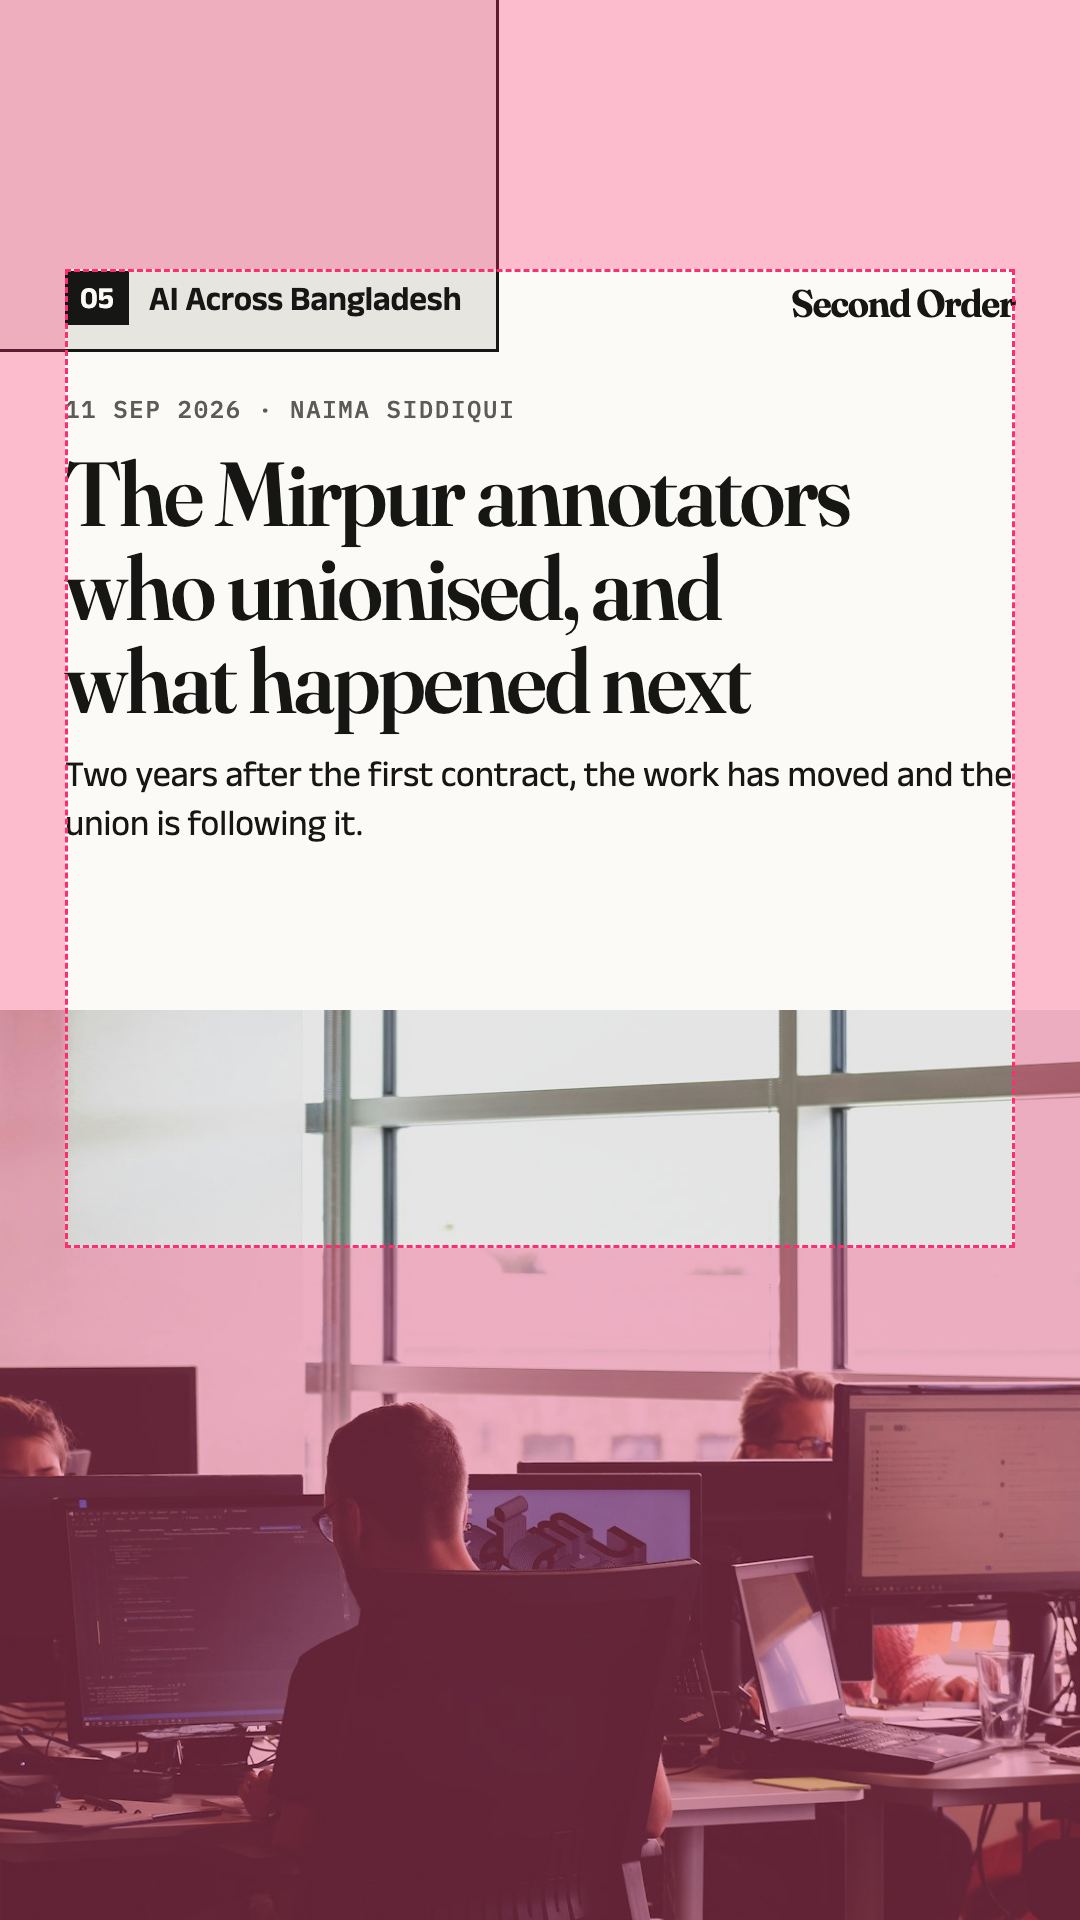 05 AI Across Bangladesh
Second Order
11 SEP 2026 · NAIMA SIDDIQUI
The Mirpur annotators
who unionised, and
what happened next
Two years after the first contract, the work has moved and the
union is following it.